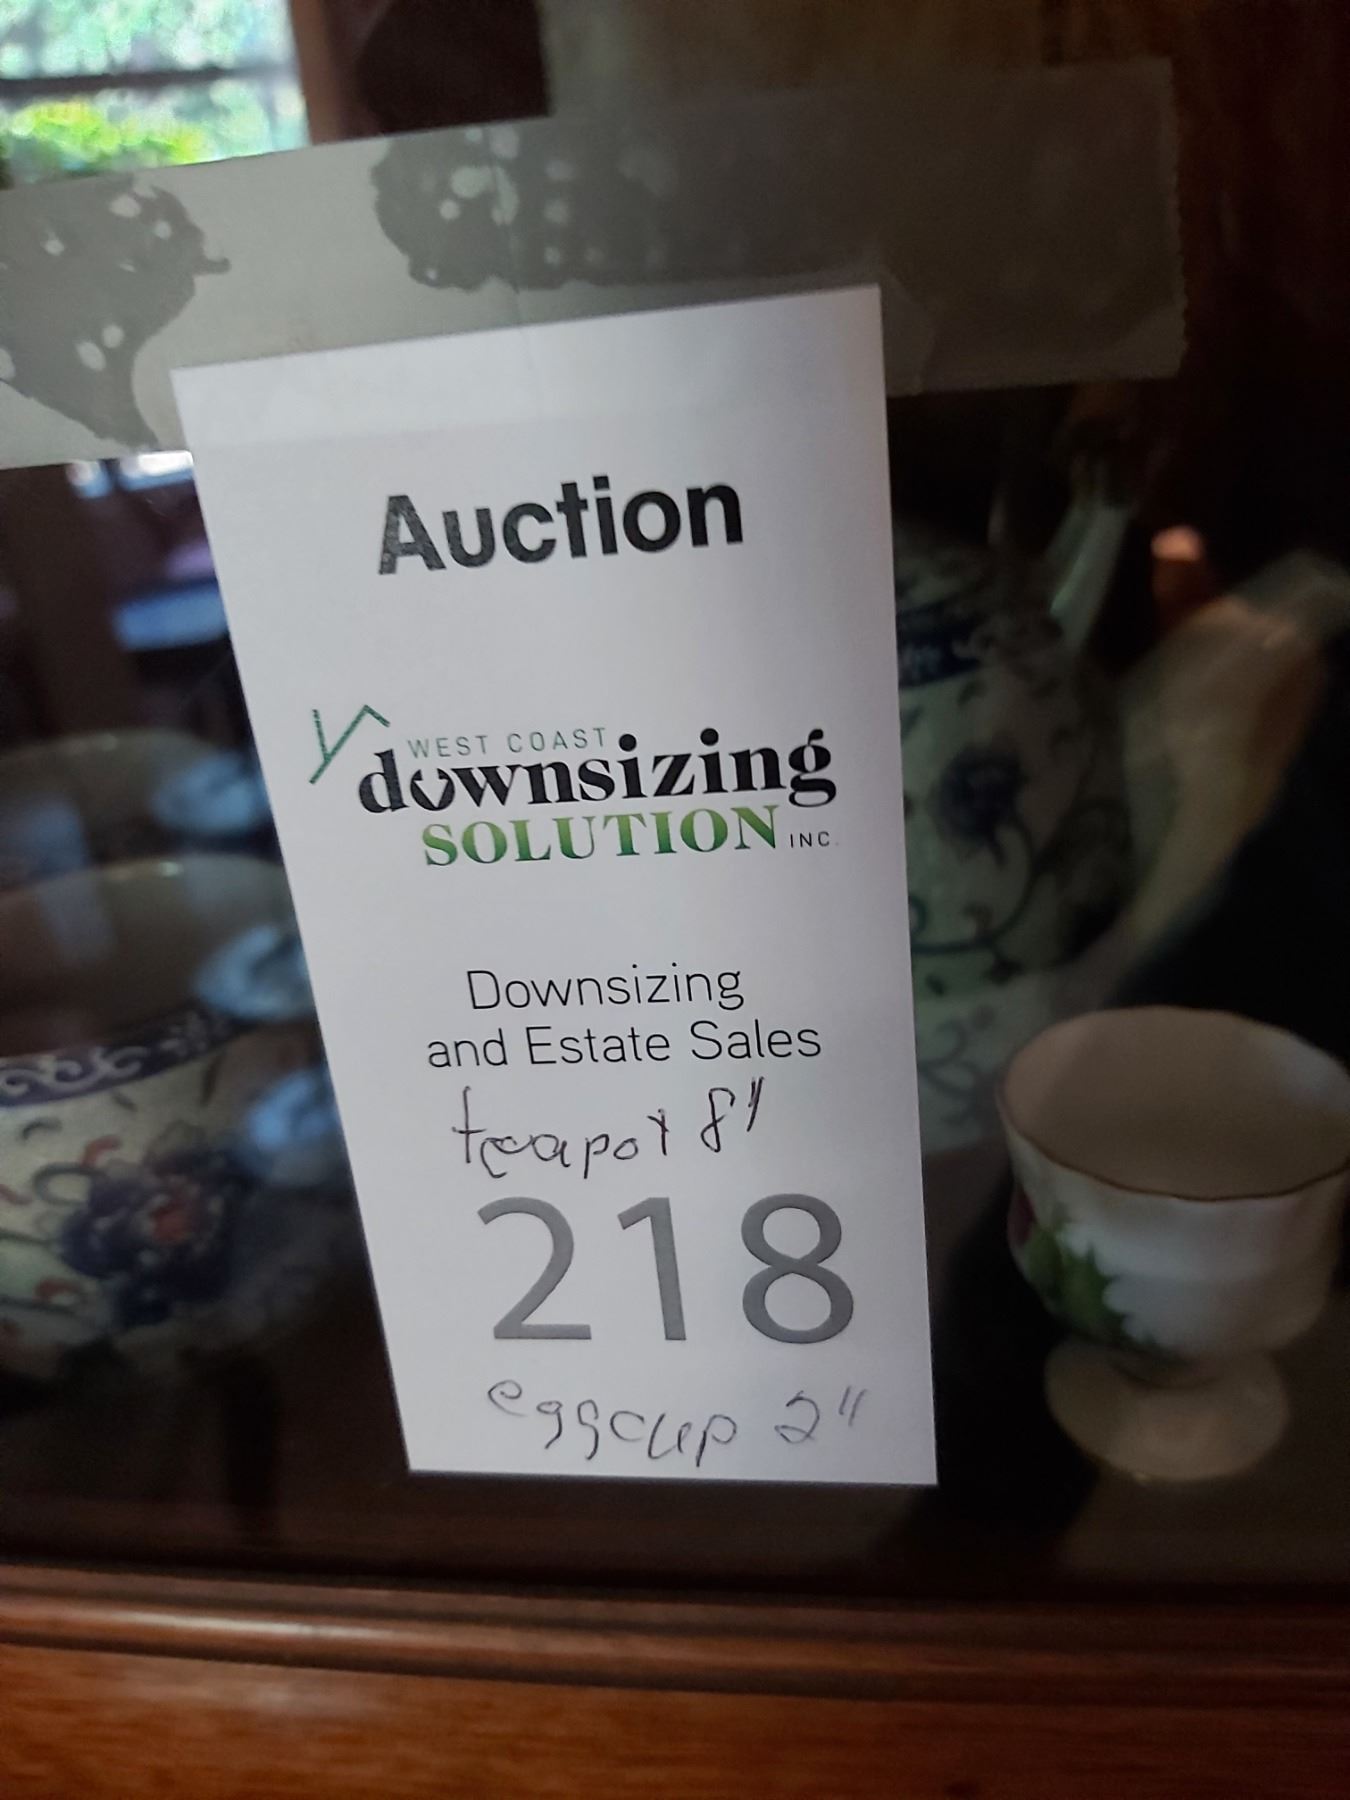 Auction
WEST COAST
downsizing
SOLUTION INC.
Downsizing
and Estate Sales
teapot 8"
218
eggcup 2"